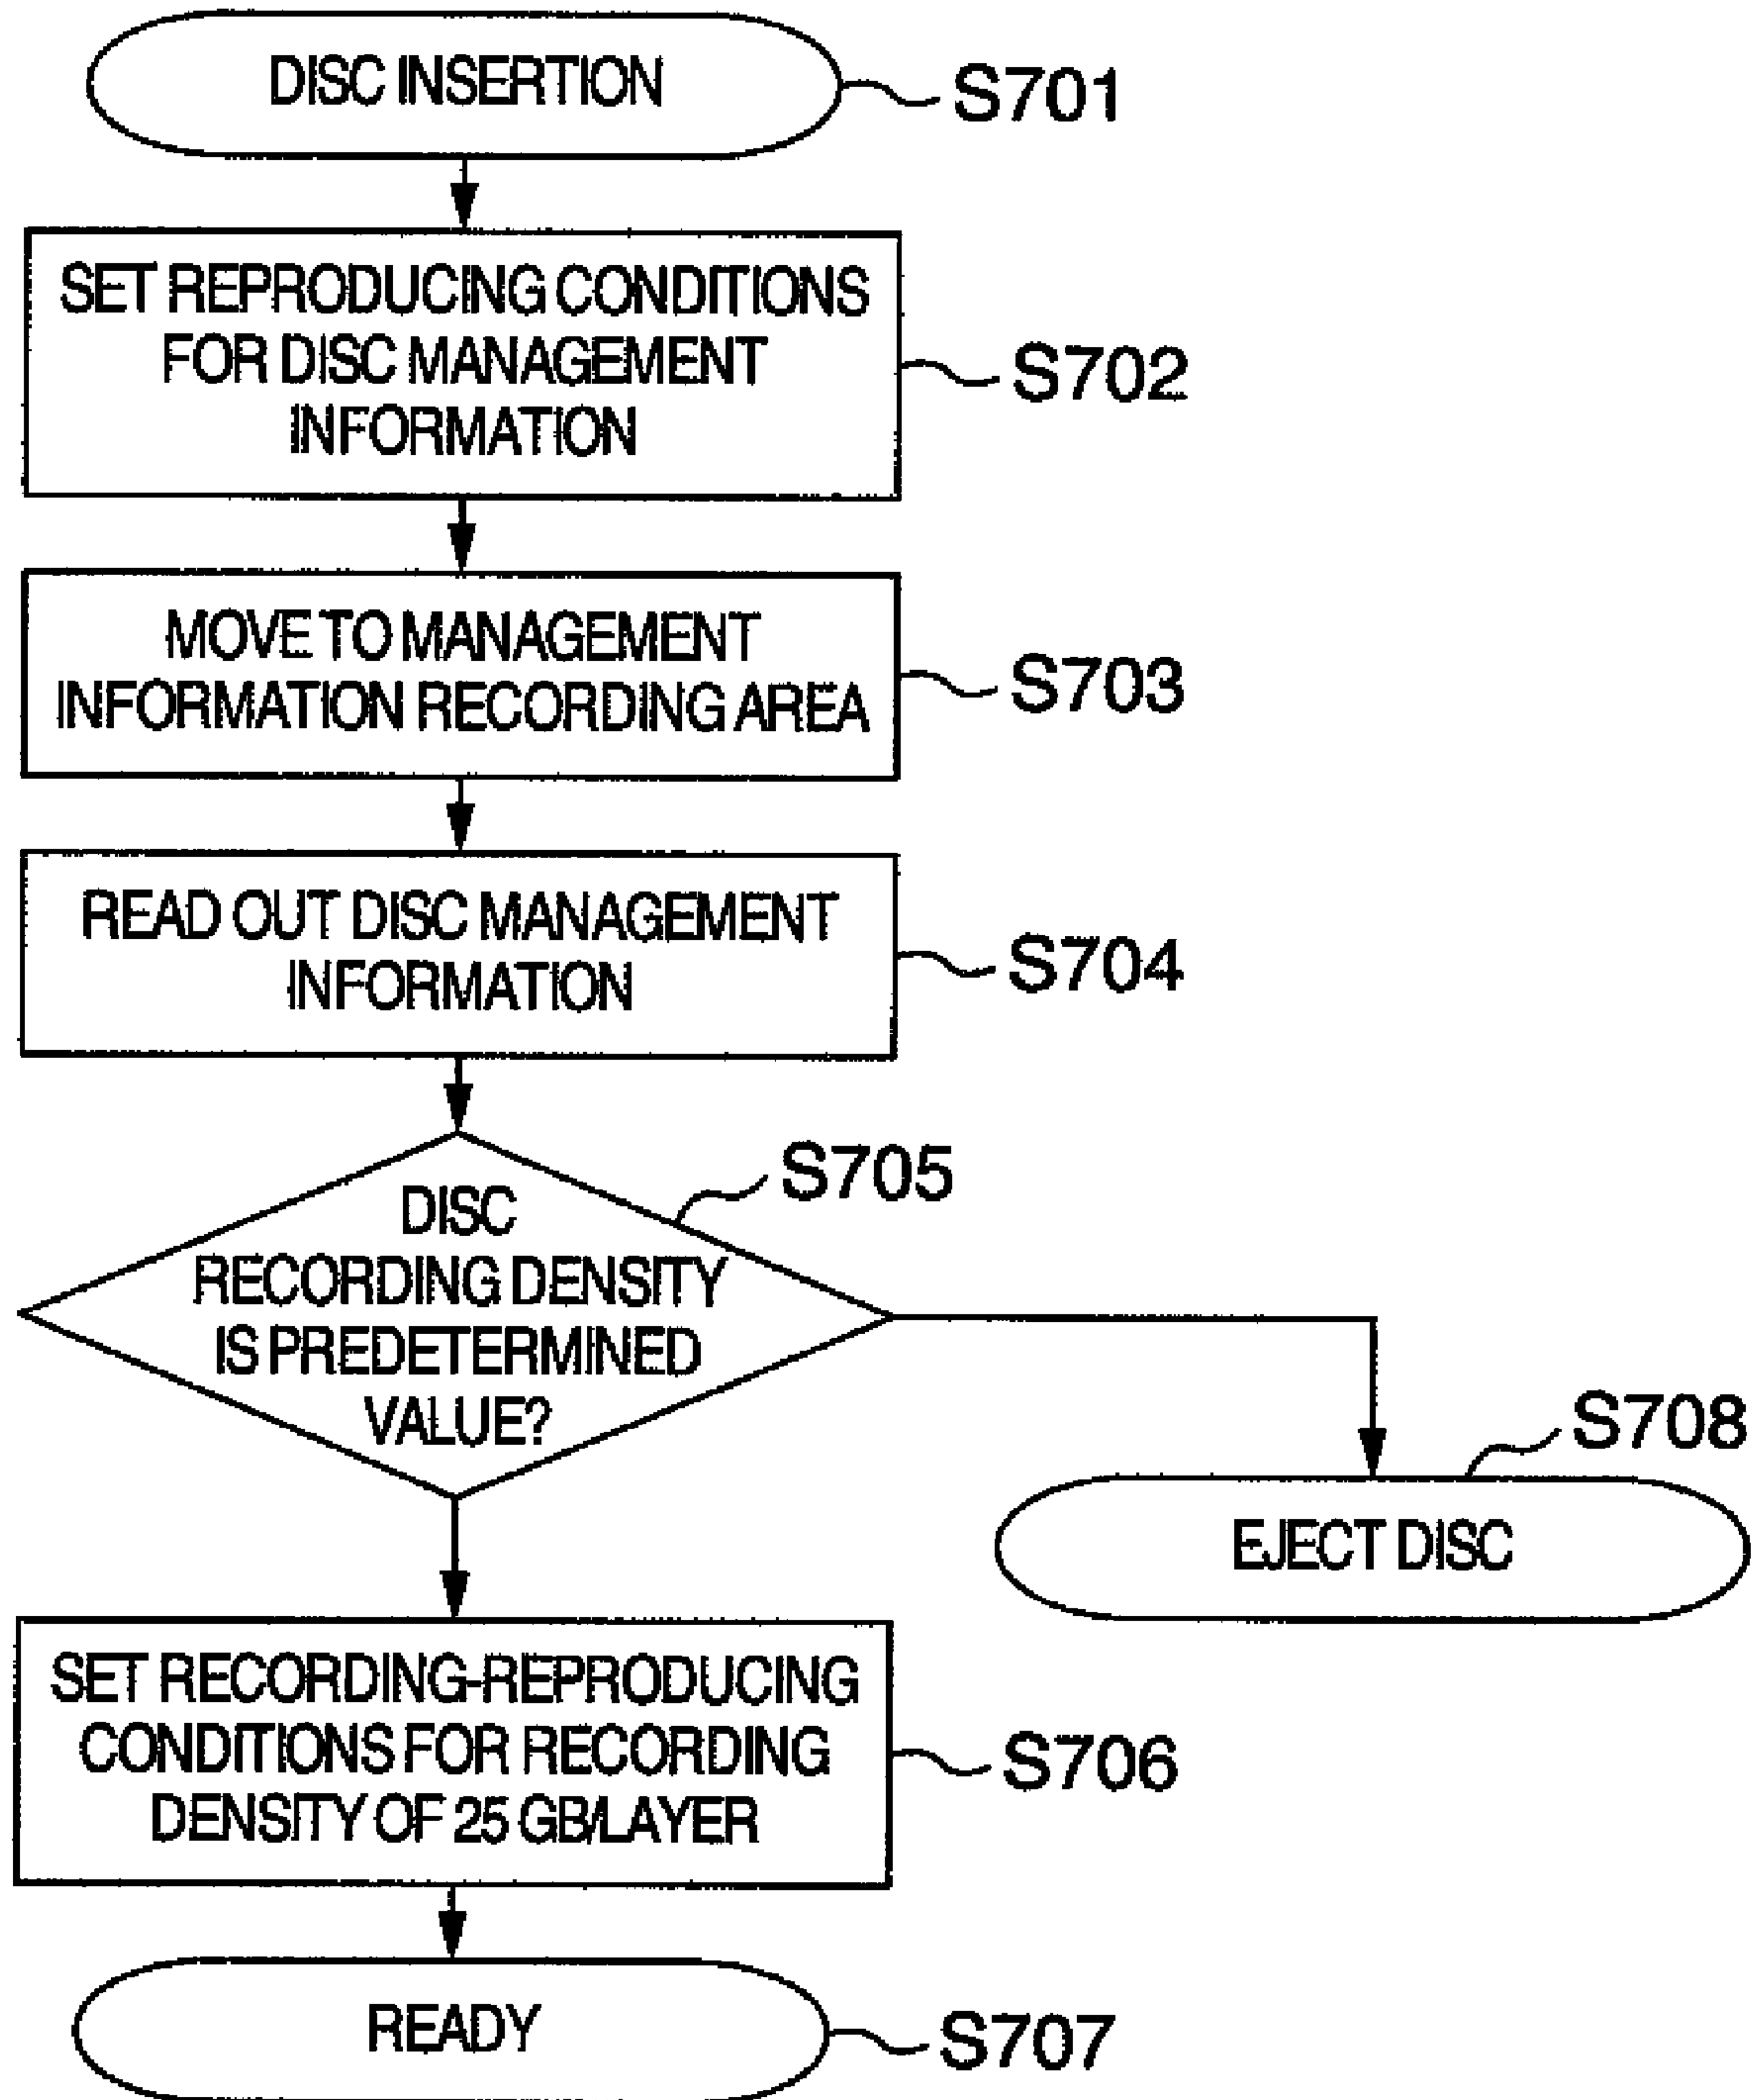 DISC INSERTION
S701
SET REPRODUCING CONDITIONS
FOR DISC MANAGEMENT
INFORMATION
S702
MOVE TO MANAGEMENT
INFORMATION RECORDING AREA
S703
READ OUT DISC MANAGEMENT
INFORMATION
S704
S705
DISC
RECORDING DENSITY
IS PREDETERMINED
VALUE?
S708
EJECT DISC
SET RECORDING-REPRODUCING
CONDITIONS FOR RECORDING
DENSITY OF 25 GB/LAYER
S706
READY
S707